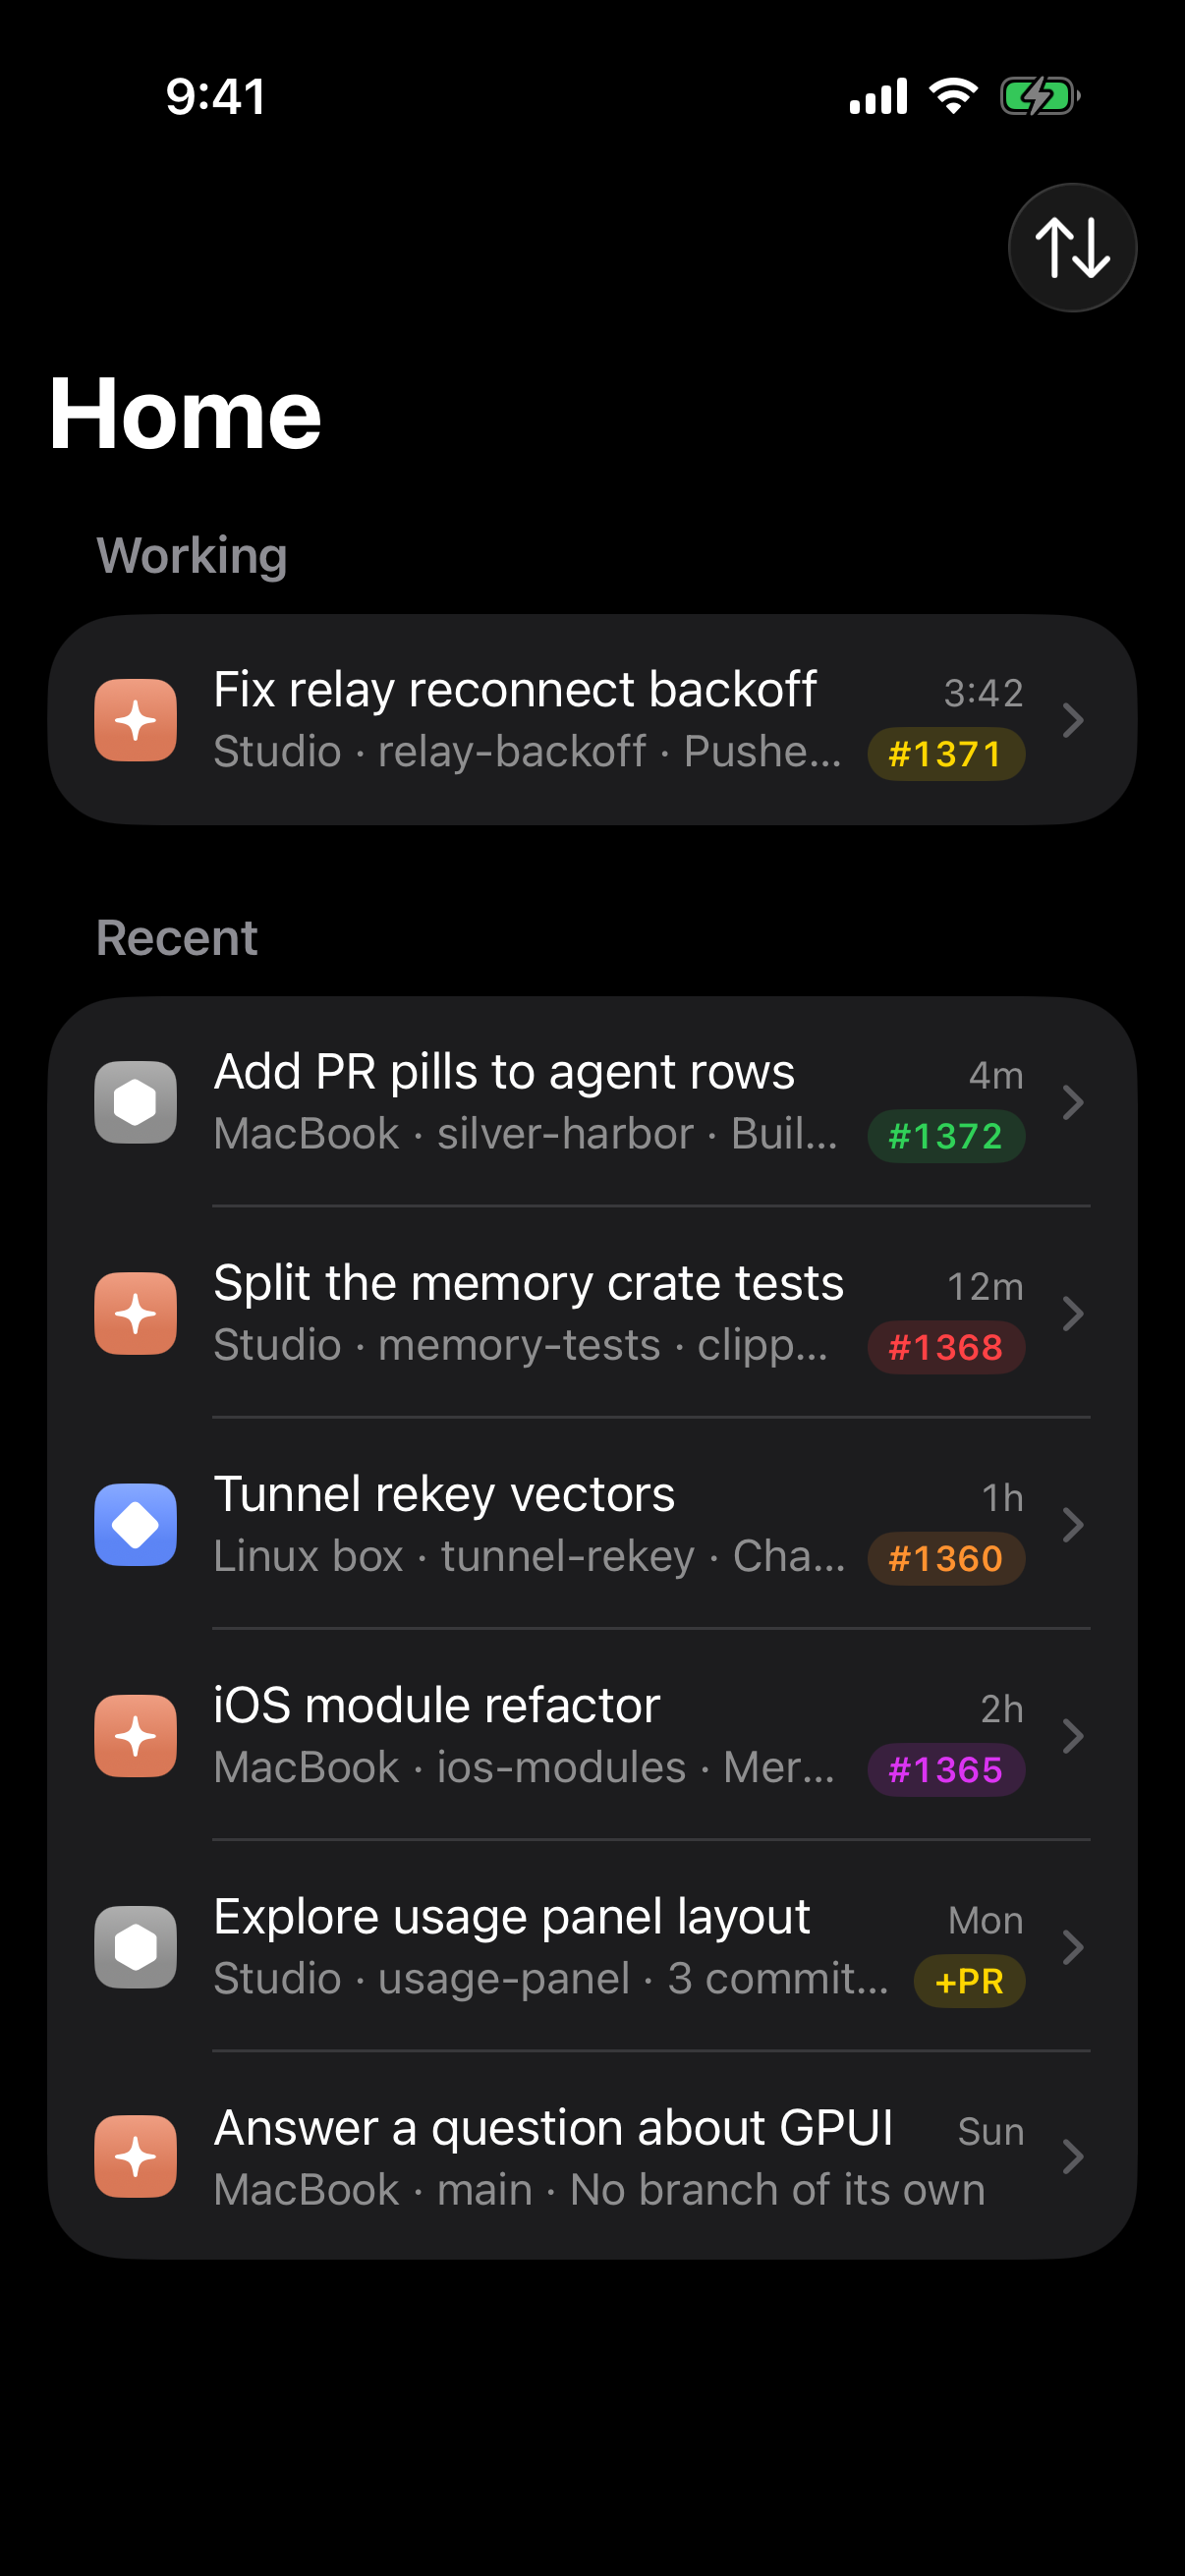 9:41
Home
Working
Fix relay reconnect backoff 3:42
Studio · relay-backoff · Pushe... #1371
Recent
Add PR pills to agent rows 4m
MacBook · silver-harbor · Buil... #1372
Split the memory crate tests 12m
Studio · memory-tests · clipp... #1368
Tunnel rekey vectors 1h
Linux box · tunnel-rekey · Cha... #1360
iOS module refactor 2h
MacBook · ios-modules · Mer... #1365
Explore usage panel layout Mon
Studio · usage-panel · 3 commit... +PR
Answer a question about GPUI Sun
MacBook · main · No branch of its own